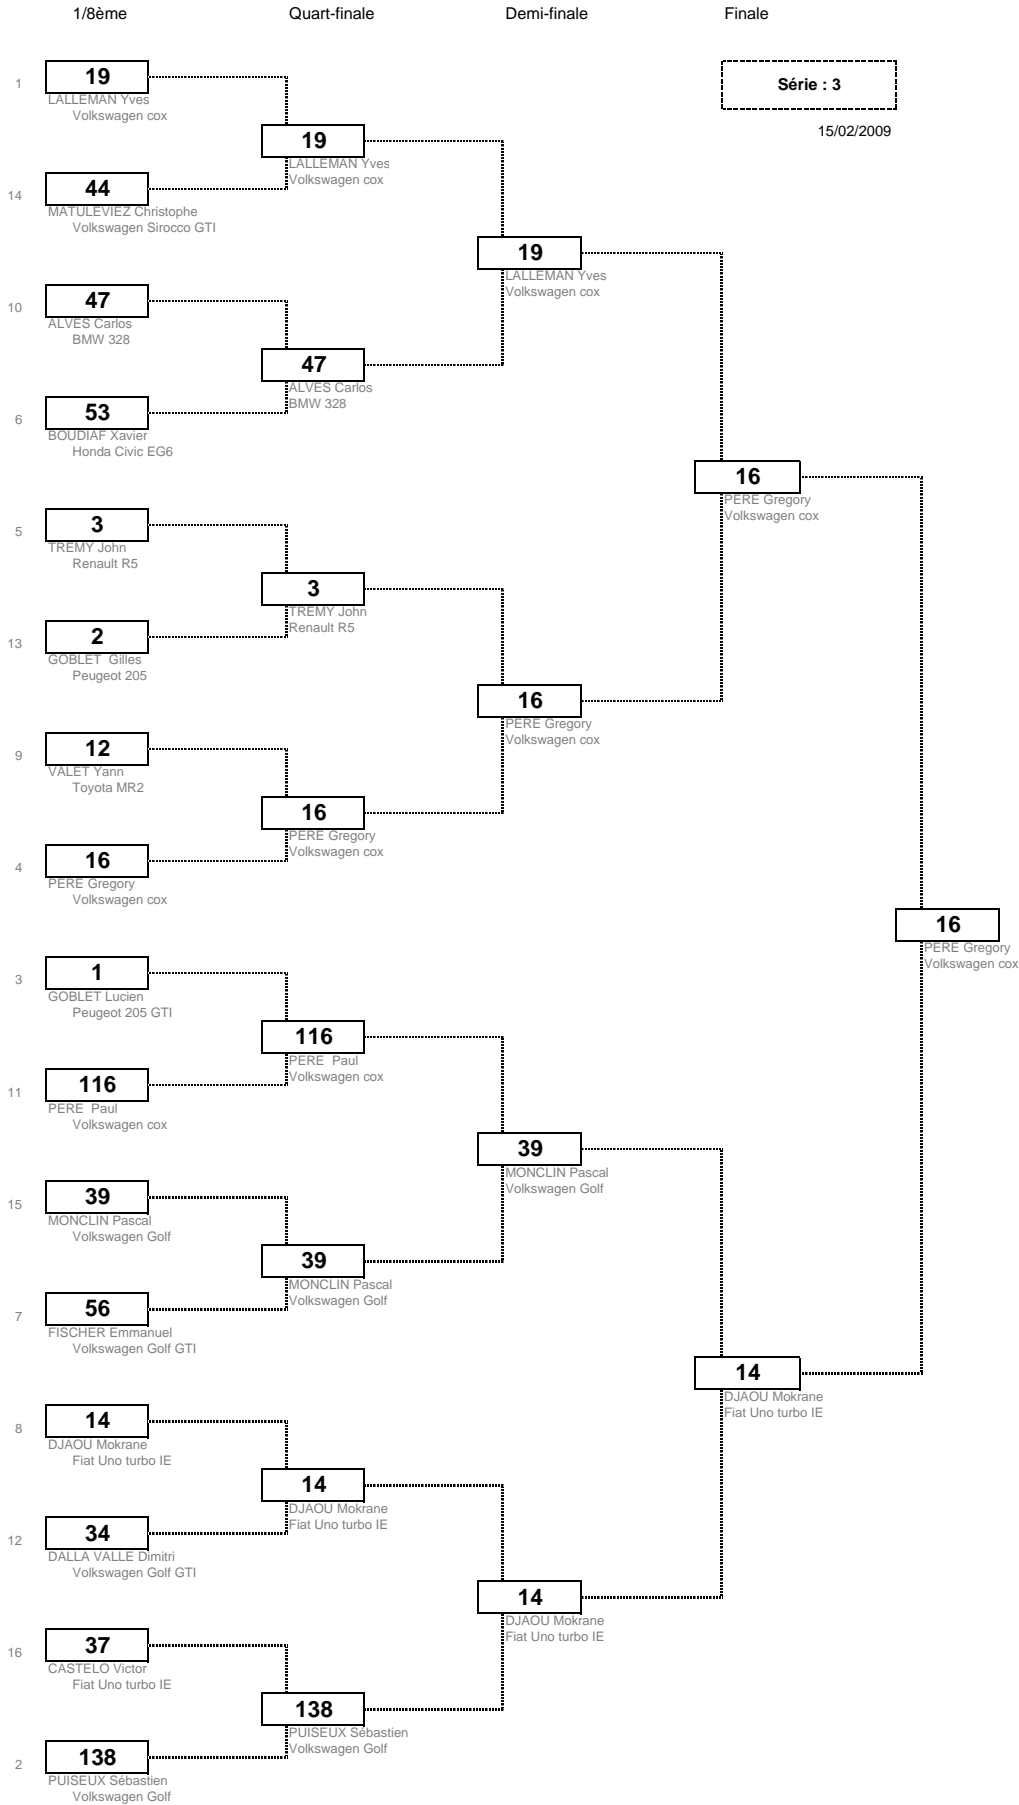 1/8ème
Quart-finale
Demi-finale
Finale
Série : 3
15/02/2009
1
19
LALLEMAN Yves
Volkswagen cox
19
LALLEMAN Yves
Volkswagen cox
14
44
MATULEVIEZ Christophe
Volkswagen Sirocco GTI
19
LALLEMAN Yves
Volkswagen cox
10
47
ALVES Carlos
BMW 328
47
ALVES Carlos
BMW 328
6
53
BOUDIAF Xavier
Honda Civic EG6
16
PERE Gregory
Volkswagen cox
5
3
TREMY John
Renault R5
3
TREMY John
Renault R5
13
2
GOBLET  Gilles
Peugeot 205
16
PERE Gregory
Volkswagen cox
9
12
VALET Yann
Toyota MR2
16
PERE Gregory
Volkswagen cox
4
16
PERE Gregory
Volkswagen cox
16
PERE Gregory
Volkswagen cox
3
1
GOBLET Lucien
Peugeot 205 GTI
116
PERE  Paul
Volkswagen cox
11
116
PERE  Paul
Volkswagen cox
39
MONCLIN Pascal
Volkswagen Golf
15
39
MONCLIN Pascal
Volkswagen Golf
39
MONCLIN Pascal
Volkswagen Golf
7
56
FISCHER Emmanuel
Volkswagen Golf GTI
14
DJAOU Mokrane
Fiat Uno turbo IE
8
14
DJAOU Mokrane
Fiat Uno turbo IE
14
DJAOU Mokrane
Fiat Uno turbo IE
12
34
DALLA VALLE Dimitri
Volkswagen Golf GTI
14
DJAOU Mokrane
Fiat Uno turbo IE
16
37
CASTELO Victor
Fiat Uno turbo IE
138
PUISEUX Sébastien
Volkswagen Golf
2
138
PUISEUX Sébastien
Volkswagen Golf